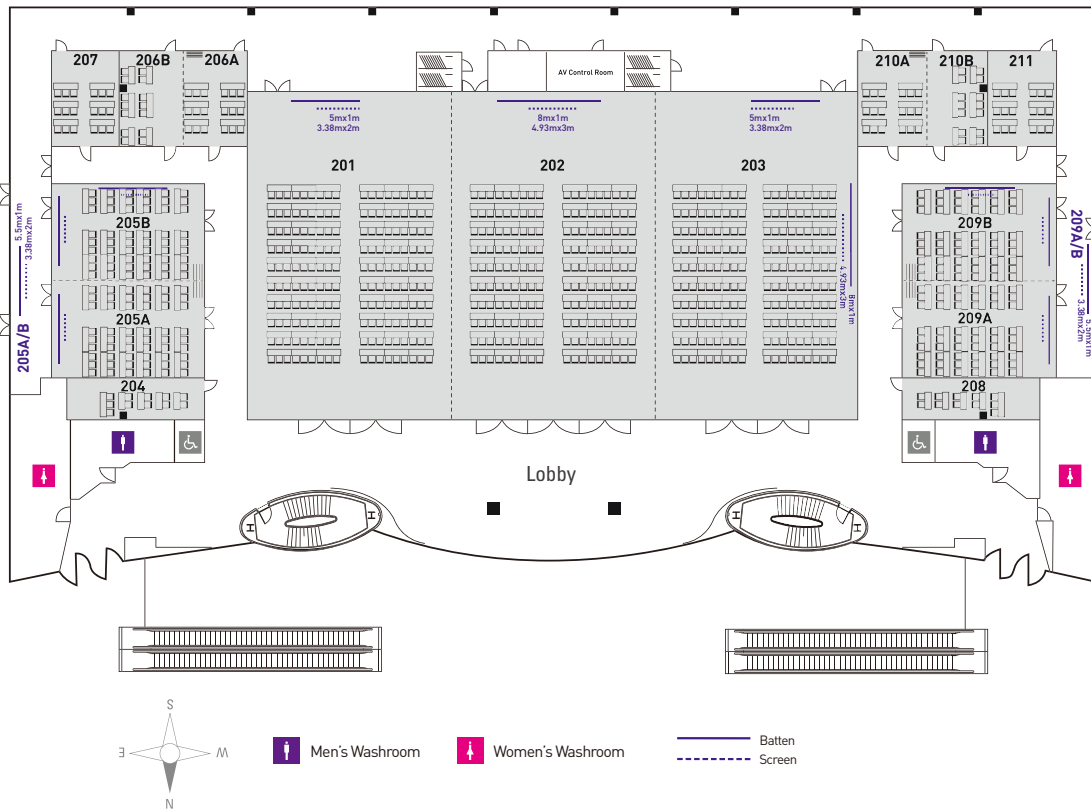 207
206B
206A
AV Control Room
210A
210B
211
5mx1m
3.38mx2m
8mx1m
4.93mx3m
5mx1m
3.38mx2m
201
202
203
205B
205A
205A/B
5.5mx1m
3.38mx2m
8mx1m
4.93mx3m
209B
209A
209A/B
5.5mx1m
3.38mx2m
204
208
H
H
Lobby
H
H
S
E
W
N
Men's Washroom
Women's Washroom
Batten
Screen